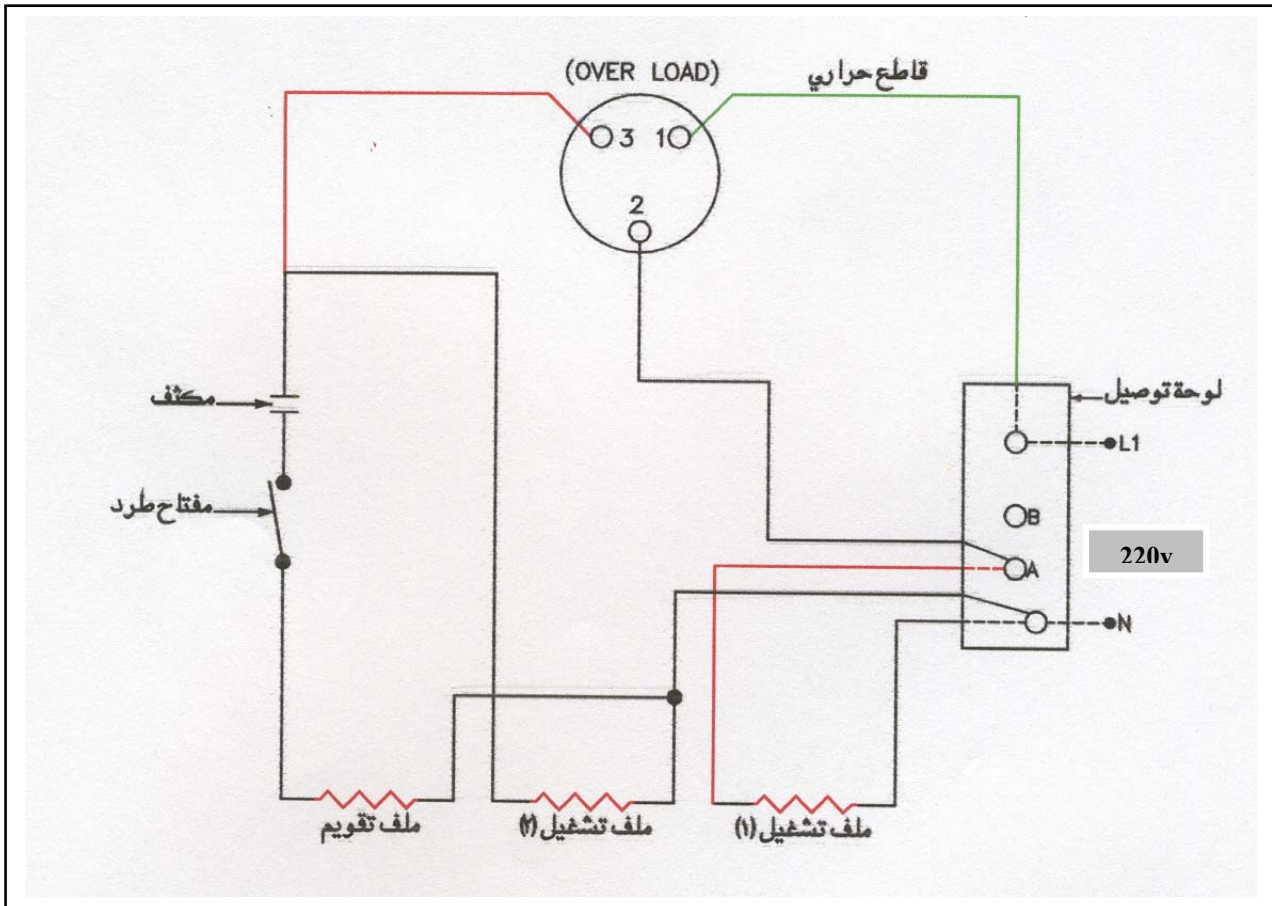 (OVER LOAD)
قاطع حراري
3
1
2
مكثف
لوحة توصيل
L1
مفتاح طرد
B
220v
A
N
ملف تقويم
ملف تشغيل (٢)
ملف تشغيل (١)